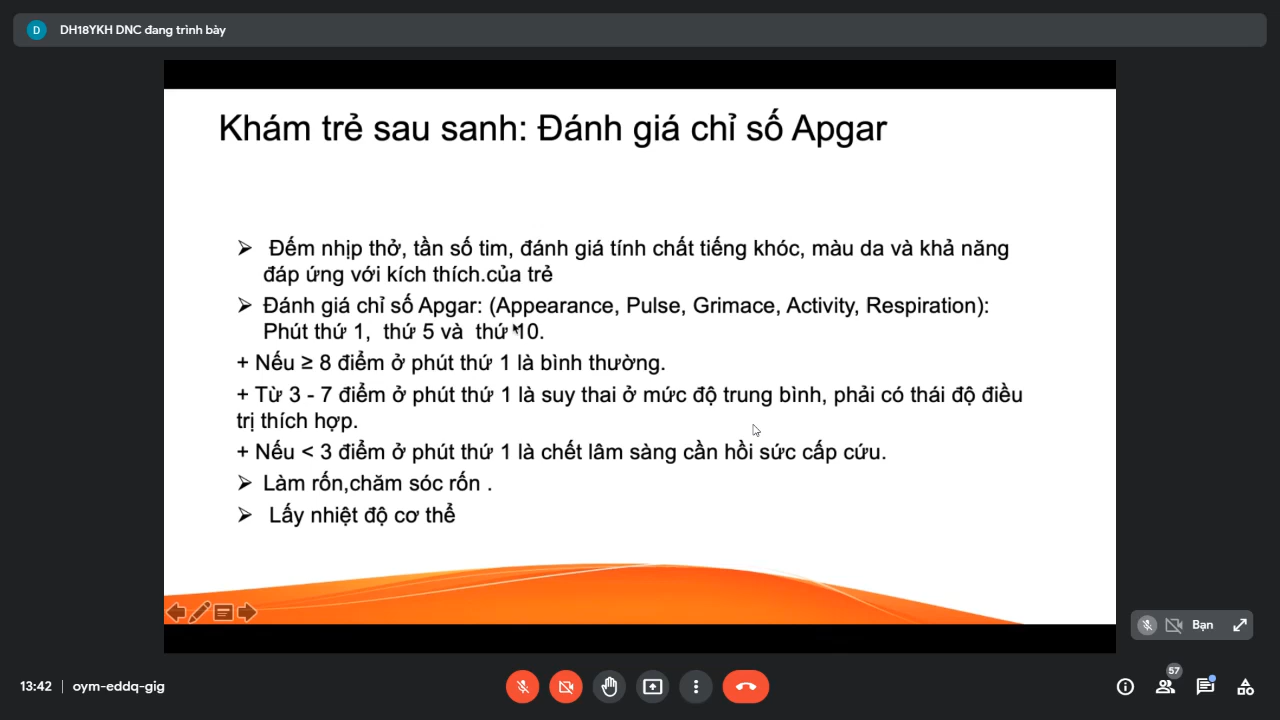 D DH18YKH DNC đang trình bày
Khám trẻ sau sanh: Đánh giá chỉ số Apgar
➢ Đếm nhịp thở, tần số tim, đánh giá tính chất tiếng khóc, màu da và khả năng
đáp ứng với kích thích.của trẻ
➢ Đánh giá chỉ số Apgar: (Appearance, Pulse, Grimace, Activity, Respiration):
Phút thứ 1, thứ 5 và thứ 10.
+ Nếu ≥ 8 điểm ở phút thứ 1 là bình thường.
+ Từ 3 - 7 điểm ở phút thứ 1 là suy thai ở mức độ trung bình, phải có thái độ điều
trị thích hợp.
+ Nếu < 3 điểm ở phút thứ 1 là chết lâm sàng cần hồi sức cấp cứu.
➢ Làm rốn,chăm sóc rốn .
➢ Lấy nhiệt độ cơ thể
Bạn
57
13:42 | oym-eddq-gig